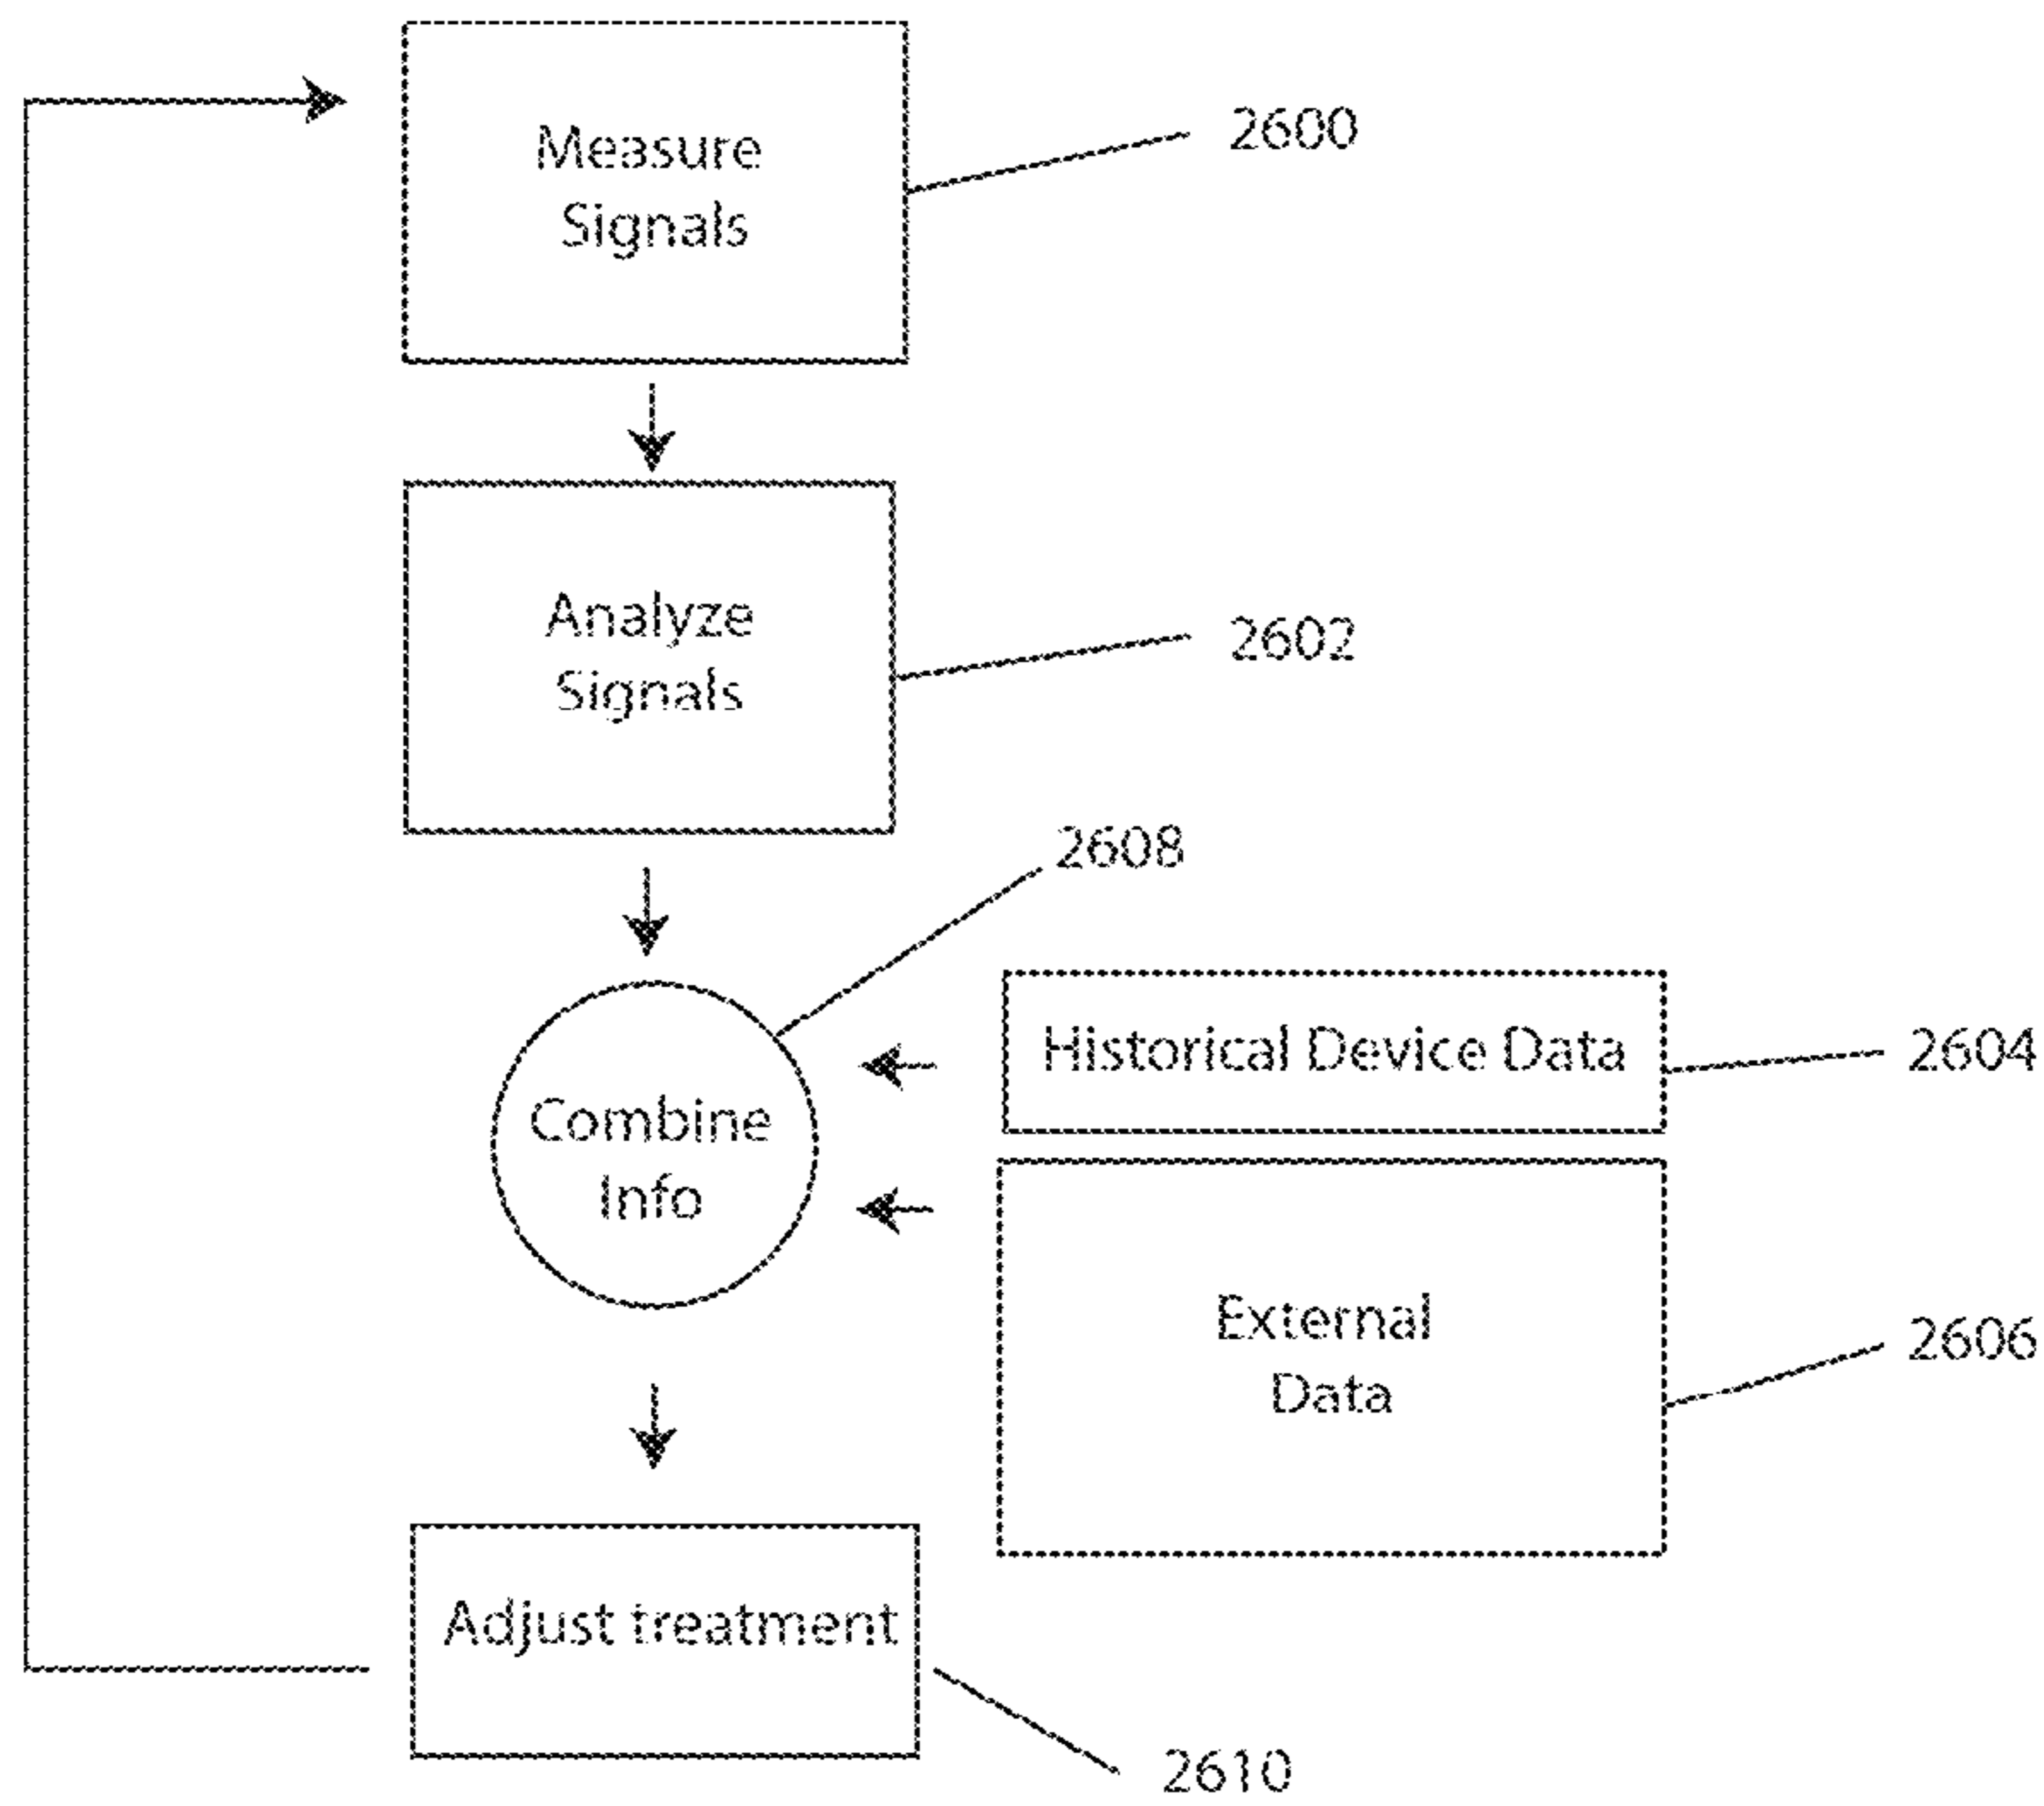 Measure
Signals
2600
Analyze
Signals
2602
2608
Combine
Info
Historical Device Data
2604
External
Data
2606
Adjust treatment
2610